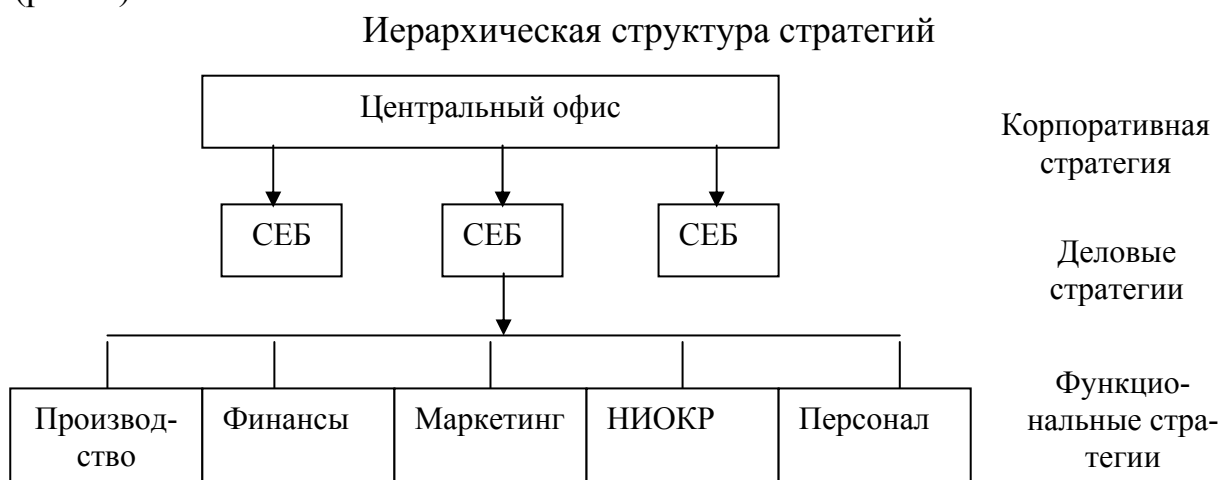 Иерархическая структура стратегий
Центральный офис
Корпоративная
стратегия
СЕБ
СЕБ
СЕБ
Деловые
стратегии
Производ-
ство
Финансы
Маркетинг
НИОКР
Персонал
Функцио-
нальные стра-
тегии